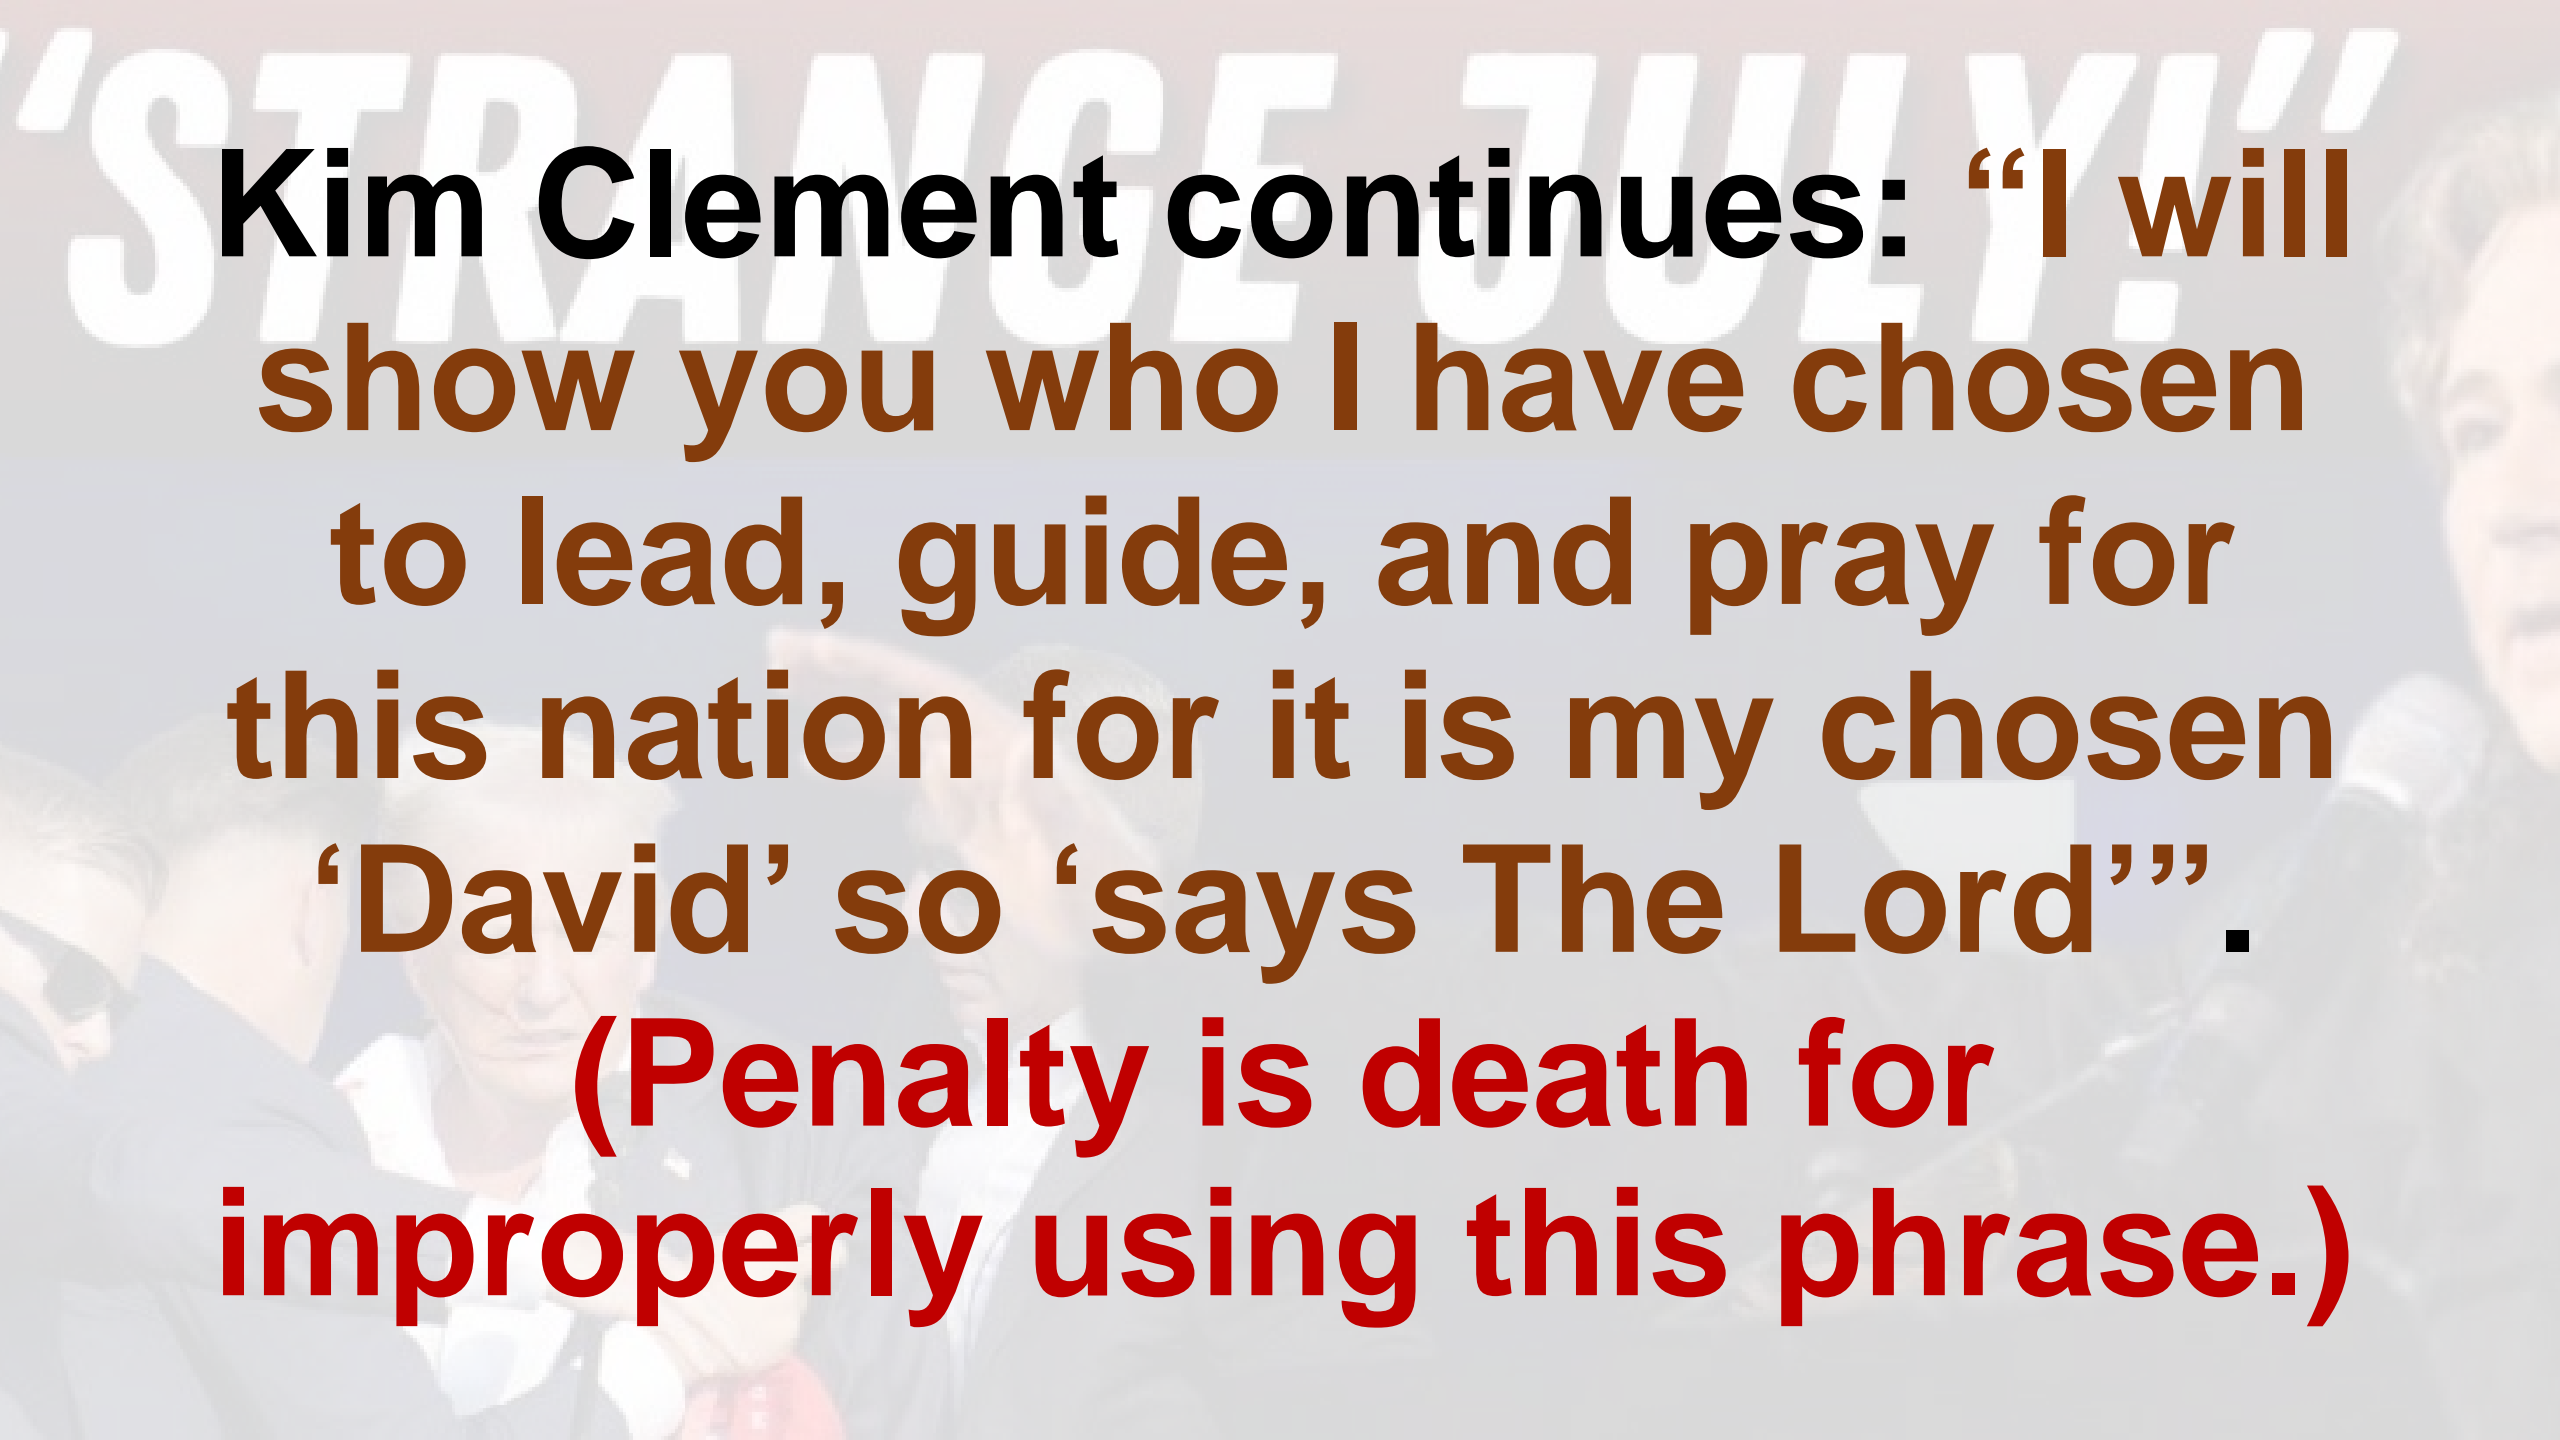 “STRANGE JULY!”
Kim Clement continues: “I will
show you who I have chosen
to lead, guide, and pray for
this nation for it is my chosen
‘David’ so ‘says The Lord’”.
(Penalty is death for
improperly using this phrase.)